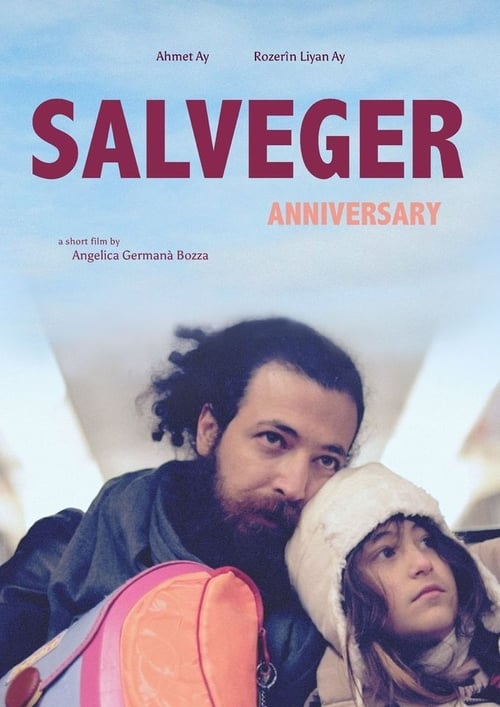 Ahmet Ay Rozerîn Liyan Ay
SALVEGER
ANNIVERSARY
a short film by
Angelica Germanà Bozza